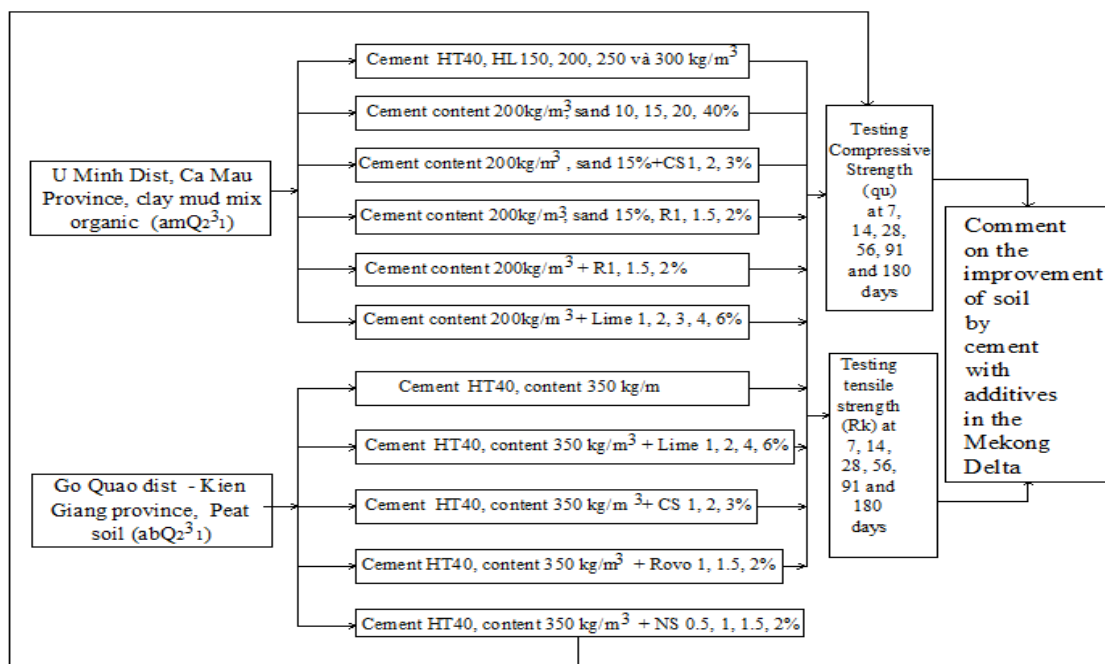 U Minh Dist, Ca Mau
Province, clay mud mix
organic (amQ₂³₁)
Cement HT40, HL150, 200, 250 và 300 kg/m³
Cement content 200kg/m³, sand 10, 15, 20, 40%
Cement content 200kg/m³, sand 15%+CS1, 2, 3%
Cement content 200kg/m³, sand 15%, R1, 1.5, 2%
Cement content 200kg/m³ + R1, 1.5, 2%
Cement content 200kg/m³ + Lime 1, 2, 3, 4, 6%
Go Quao dist - Kien
Giang province, Peat
soil (abQ₂³₁)
Cement HT40, content 350 kg/m
Cement HT40, content 350 kg/m³ + Lime 1, 2, 4, 6%
Cement HT40, content 350 kg/m³+ CS 1, 2, 3%
Cement HT40, content 350 kg/m³ + Rovo 1, 1.5, 2%
Cement HT40, content 350 kg/m³ + NS 0.5, 1, 1.5, 2%
Testing
Compressive
Strength
(qu)
at 7,
14, 28,
56, 91
and 180
days
Testing
tensile
strength
(Rk) at
7, 14,
28, 56,
91 and
180
days
Comment
on the
improvement
of soil
by
cement
with
additives
in the
Mekong
Delta